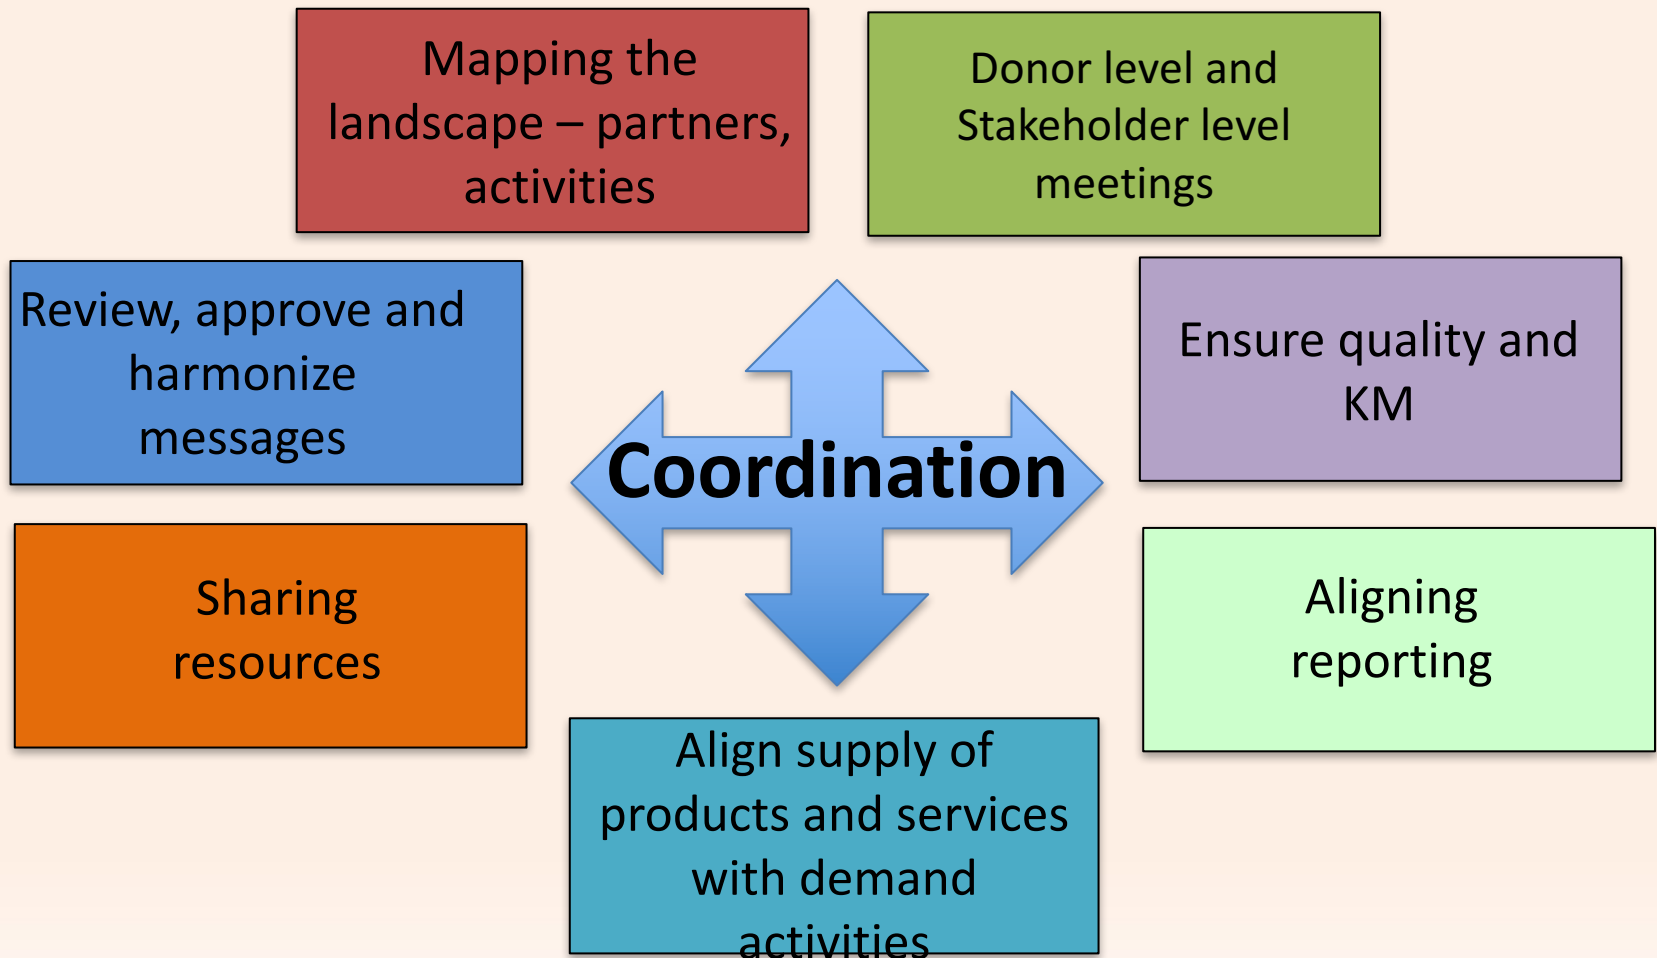 Mapping the
landscape – partners,
activities
Donor level and
Stakeholder level
meetings
Review, approve and
harmonize
messages
Ensure quality and
KM
Coordination
Sharing
resources
Aligning
reporting
Align supply of
products and services
with demand
activities